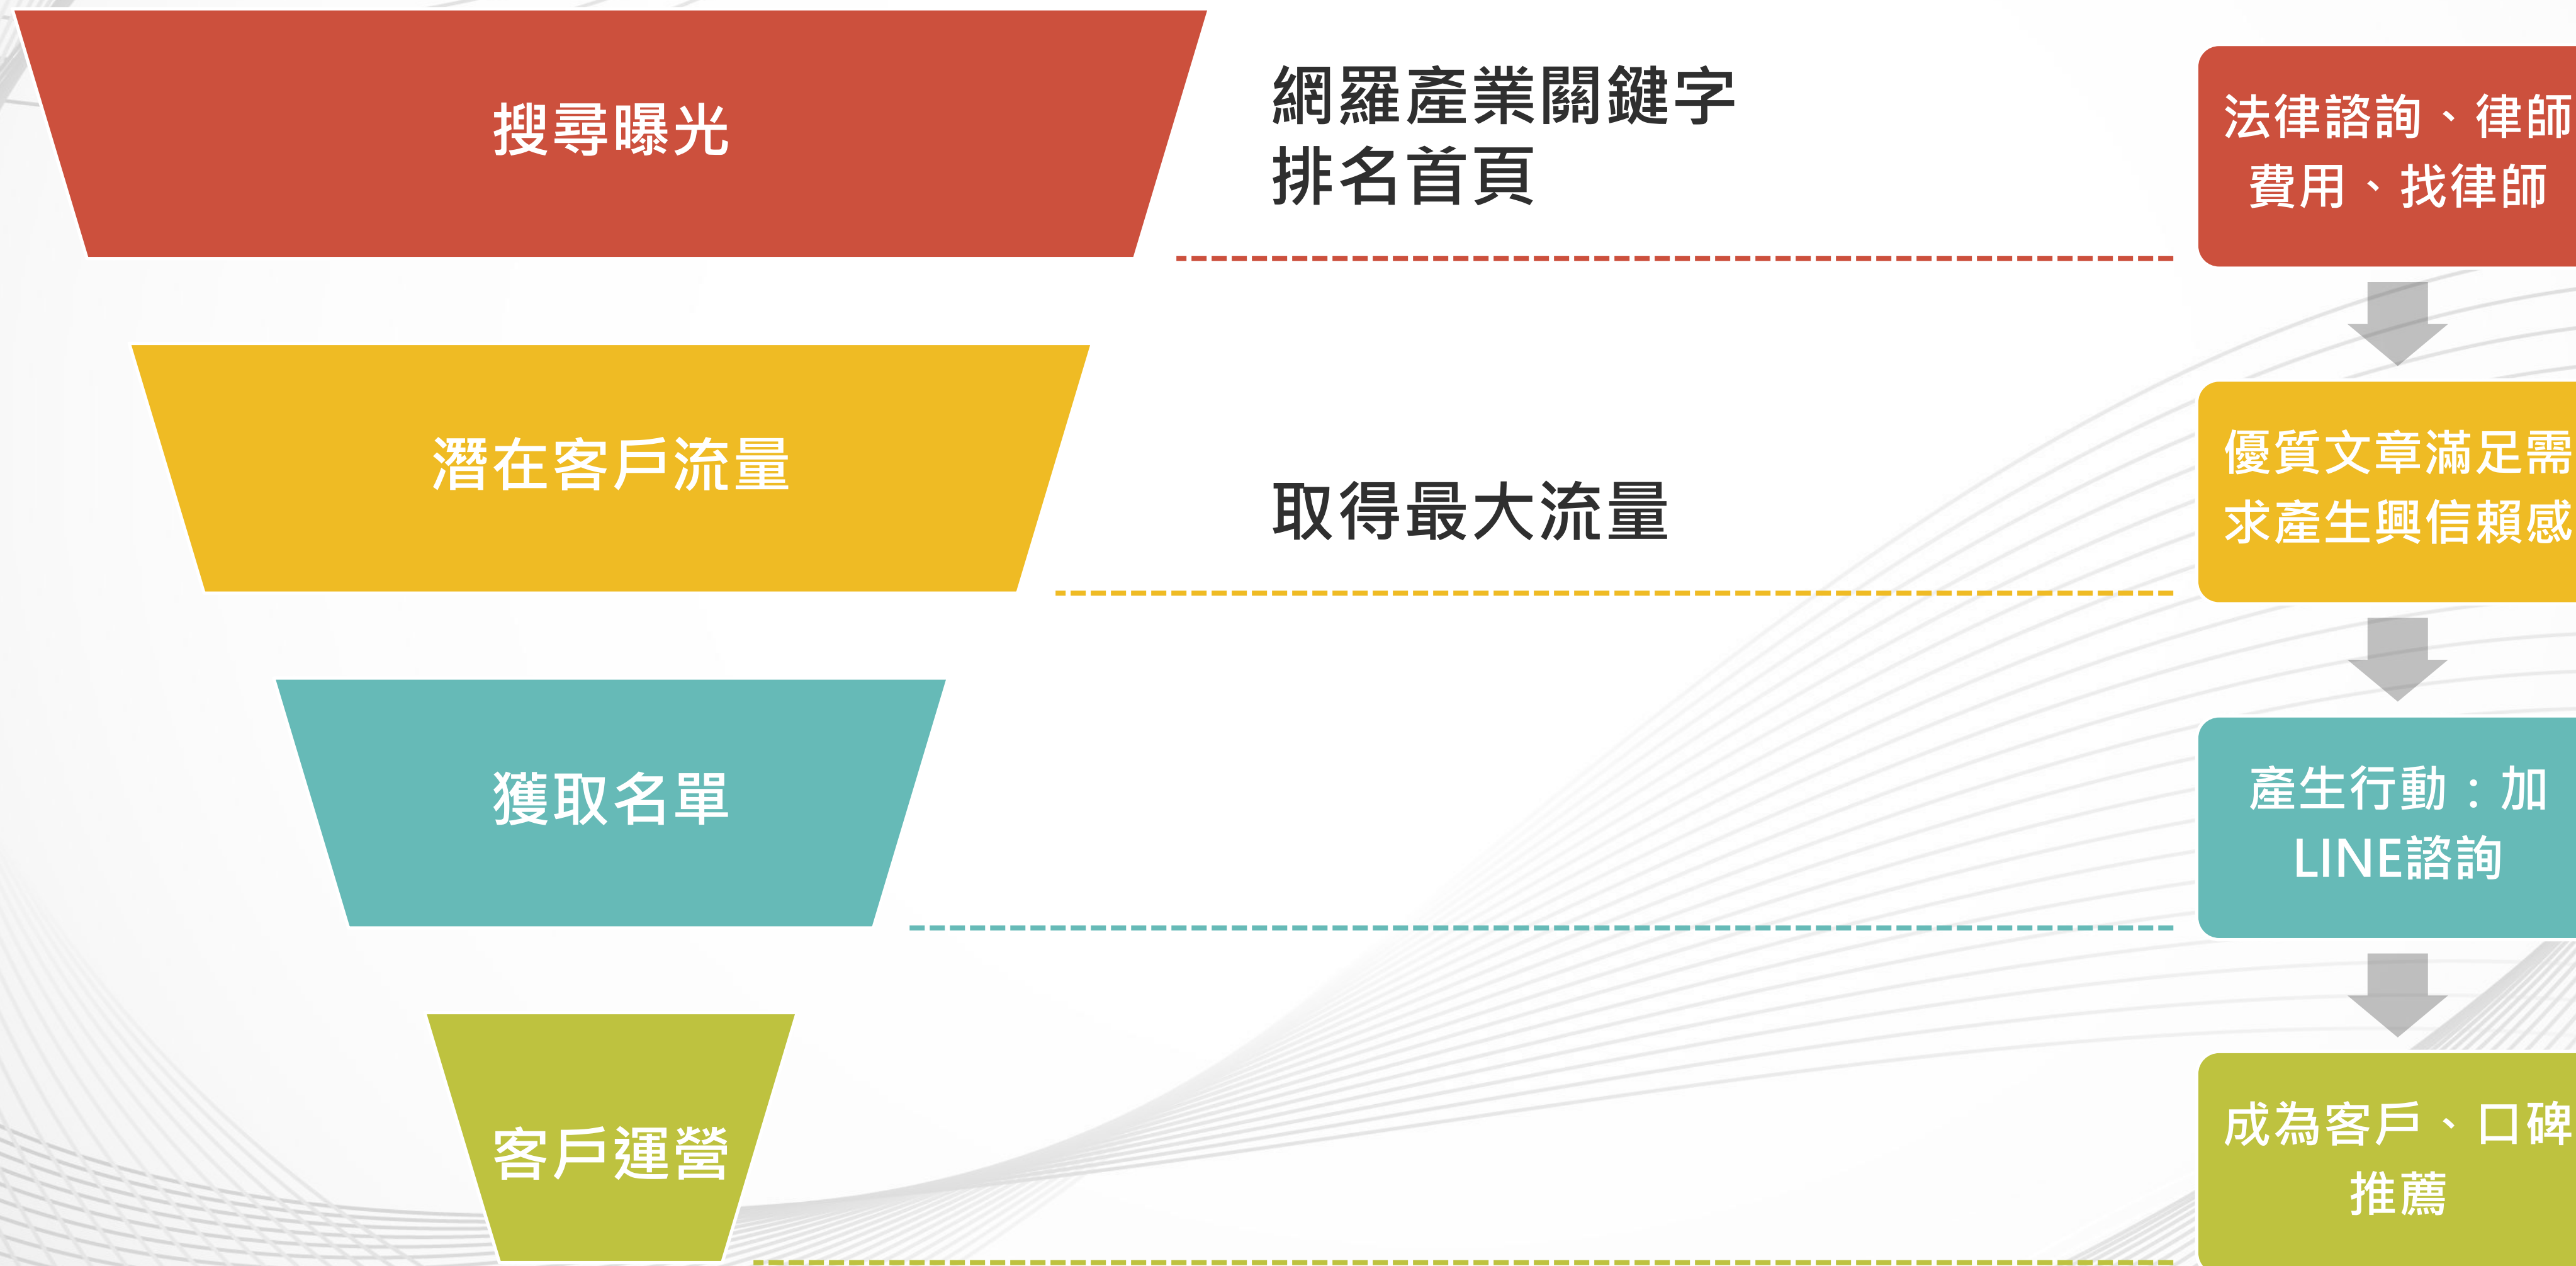 搜尋曝光
網羅產業關鍵字
排名首頁
法律諮詢、律師
費用、找律師
潛在客戶流量
取得最大流量
優質文章滿足需
求產生興信賴感
獲取名單
產生行動：加
LINE諮詢
客戶運營
成為客戶、口碑
推薦